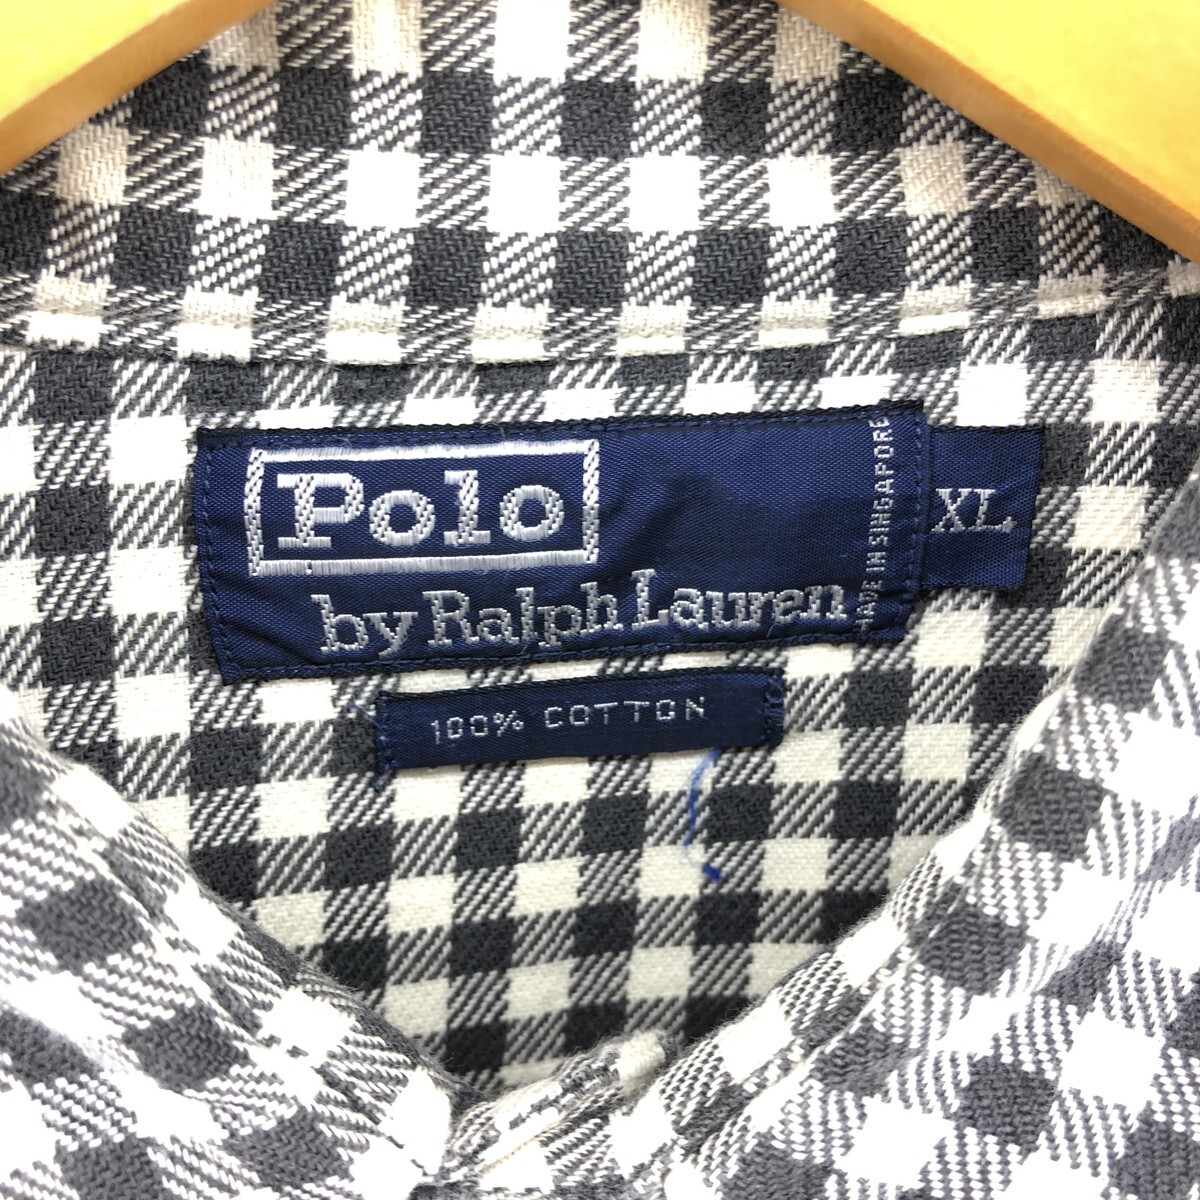 Polo
by Ralph Lauren
MADE IN SINGAPORE
XL
100% COTTON